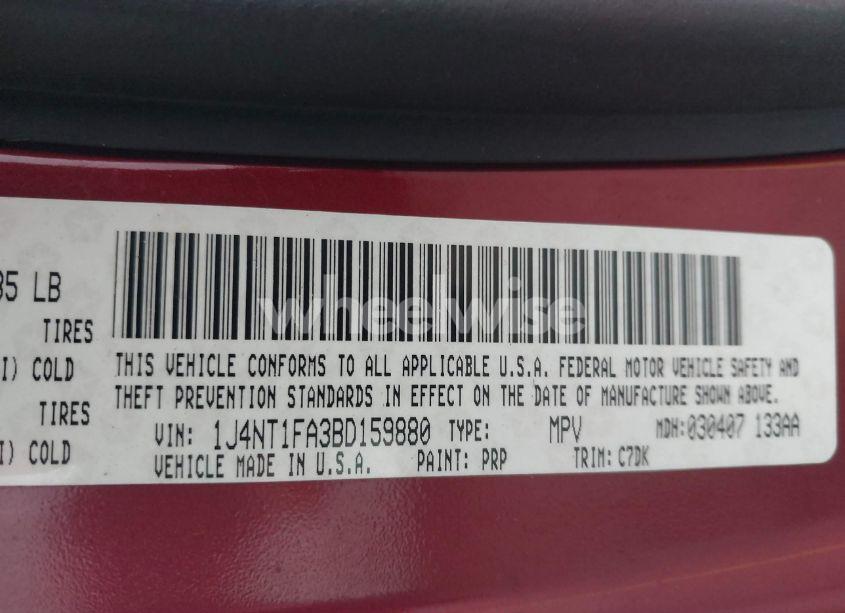 35 LB
TIRES
I) COLD
TIRES
I) COLD
wheelwise
THIS VEHICLE CONFORMS TO ALL APPLICABLE U.S.A. FEDERAL MOTOR VEHICLE SAFETY AND
THEFT PREVENTION STANDARDS IN EFFECT ON THE DATE OF MANUFACTURE SHOWN ABOVE.
VIN: 1J4NT1FA3BD159880 TYPE: MPV MDH:030407 133AA
VEHICLE MADE IN U.S.A. PAINT: PRP TRIM: C7DK